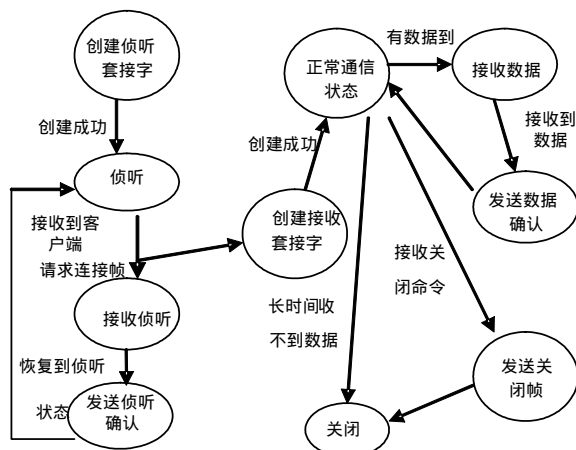 创建侦听
套接字
创建成功
侦听
接收到客
户端
请求连接帧
接收侦听
恢复到侦听
状态
发送侦听
确认
创建接收
套接字
创建成功
正常通信
状态
有数据到
接收数据
接收到
数据
发送数据
确认
长时间收
不到数据
接收关
闭命令
发送关
闭帧
关闭